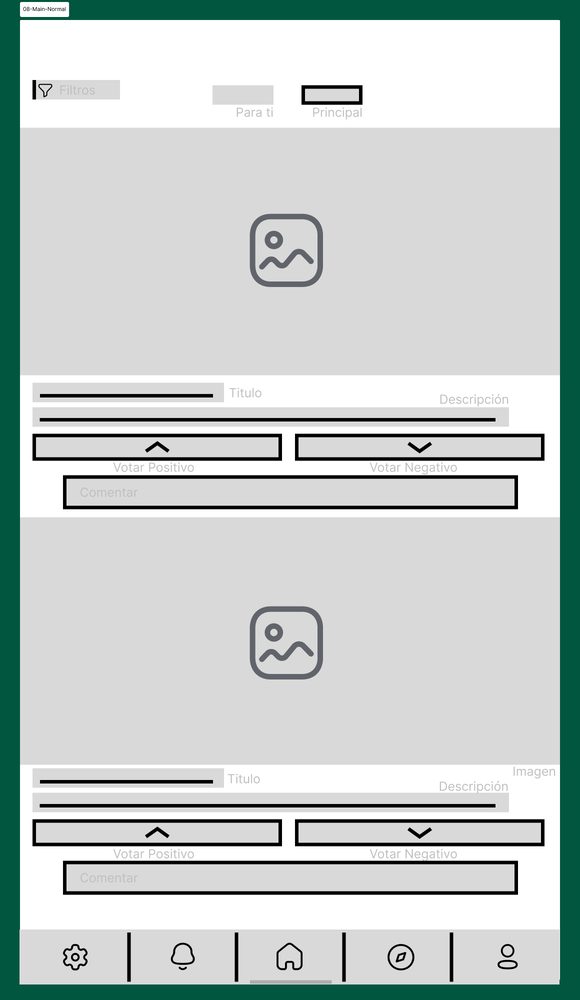 08-Main-Normal
Filtros
Para ti
Principal
Titulo
Descripción
Votar Positivo
Votar Negativo
Comentar
Imagen
Titulo
Descripción
Votar Positivo
Votar Negativo
Comentar